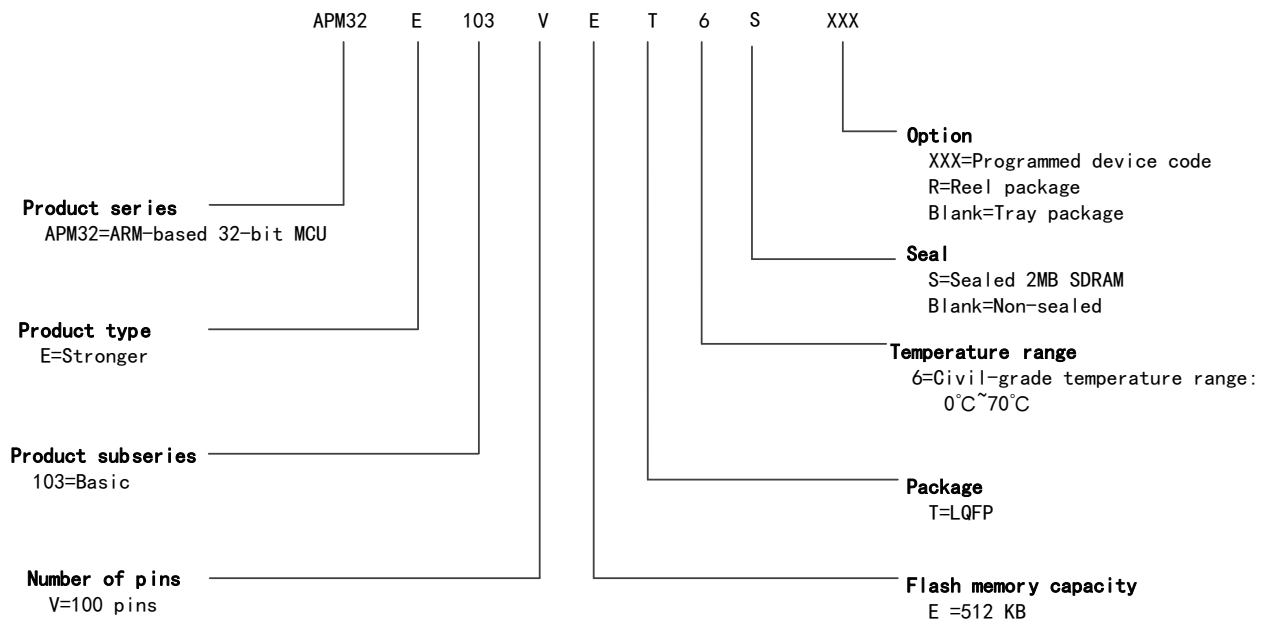 APM32 E 103 V E T 6 S XXX
Option
XXX=Programmed device code
R=Reel package
Blank=Tray package
Product series
APM32=ARM-based 32-bit MCU
Seal
S=Sealed 2MB SDRAM
Blank=Non-sealed
Product type
E=Stronger
Temperature range
6=Civil-grade temperature range:
0℃~70℃
Product subseries
103=Basic
Package
T=LQFP
Number of pins
V=100 pins
Flash memory capacity
E =512 KB